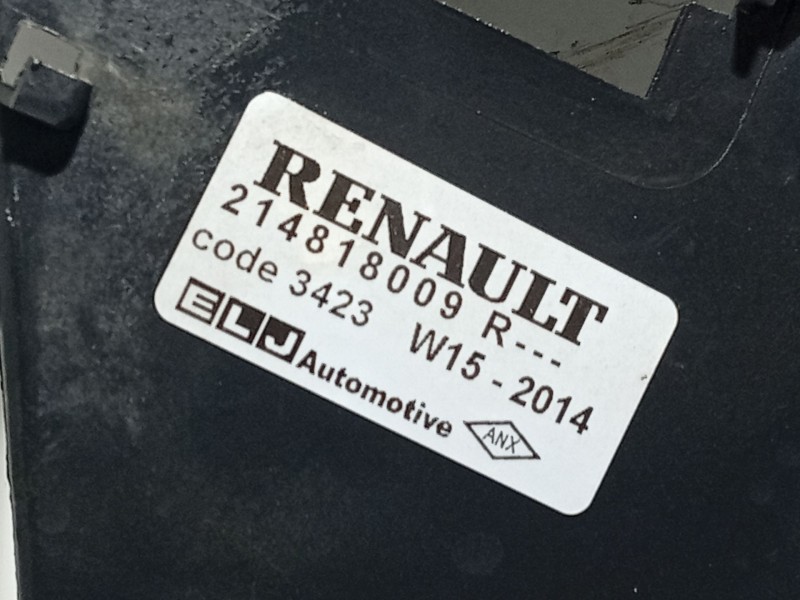 RENAULT
214818009 R---
code 3423 W15 - 2014
ELJ Automotive ANX